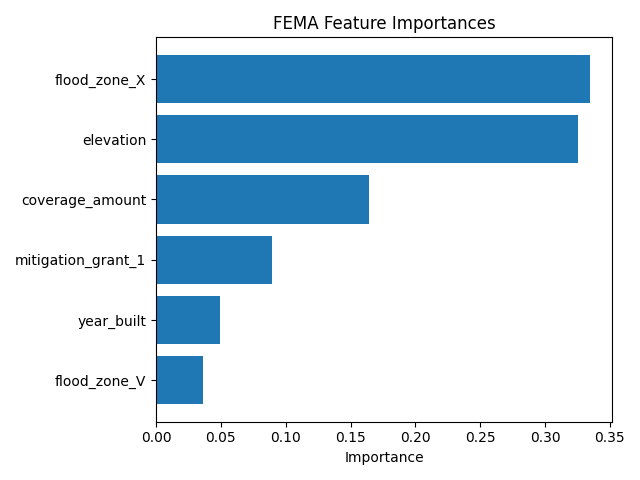 FEMA Feature Importances
flood_zone_X
elevation
coverage_amount
mitigation_grant_1
year_built
flood_zone_V
0.00 0.05 0.10 0.15 0.20 0.25 0.30 0.35
Importance